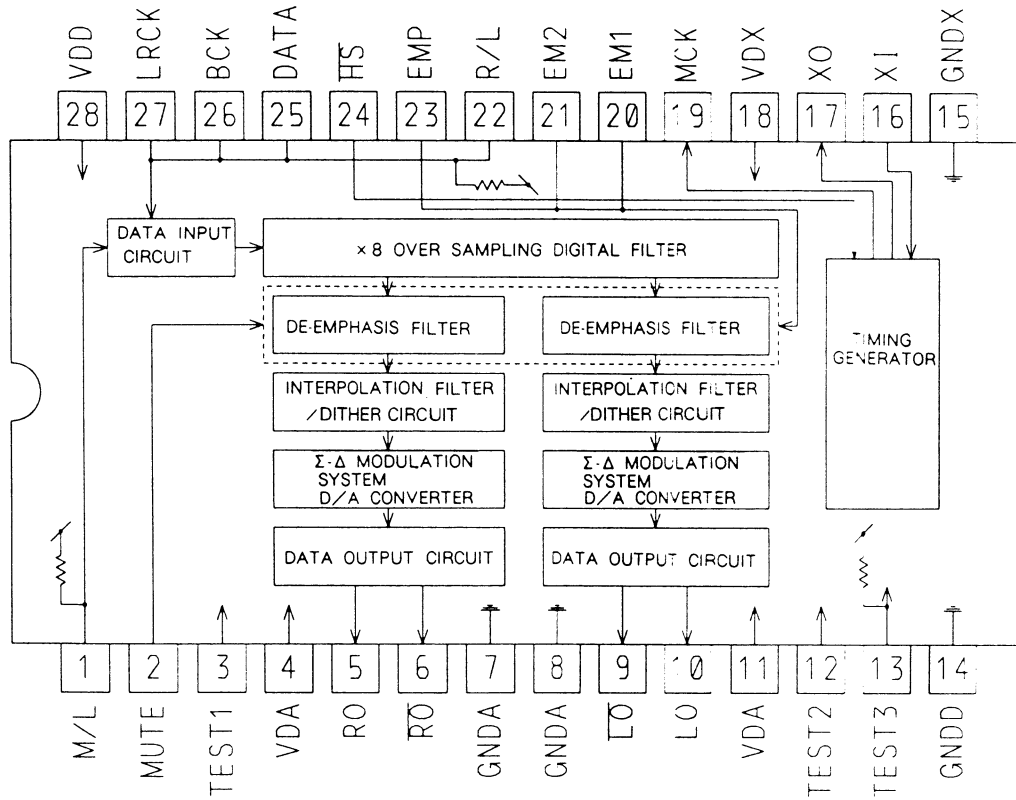 VDD LRCK BCK DATA H̅S̅ EMP R/L EM2 EM1 MCK VDX XO XI GNDX
28 27 26 25 24 23 22 21 20 19 18 17 16 15
DATA INPUT
CIRCUIT
×8 OVER SAMPLING DIGITAL FILTER
DE-EMPHASIS FILTER
DE-EMPHASIS FILTER
TIMING
GENERATOR
INTERPOLATION FILTER
/DITHER CIRCUIT
INTERPOLATION FILTER
/DITHER CIRCUIT
Σ-Δ MODULATION
SYSTEM
D/A CONVERTER
Σ-Δ MODULATION
SYSTEM
D/A CONVERTER
DATA OUTPUT CIRCUIT
DATA OUTPUT CIRCUIT
1 2 3 4 5 6 7 8 9 10 11 12 13 14
M/L MUTE TEST1 VDA RO R̅O̅ GNDA GNDA L̅O̅ LO VDA TEST2 TEST3 GNDD